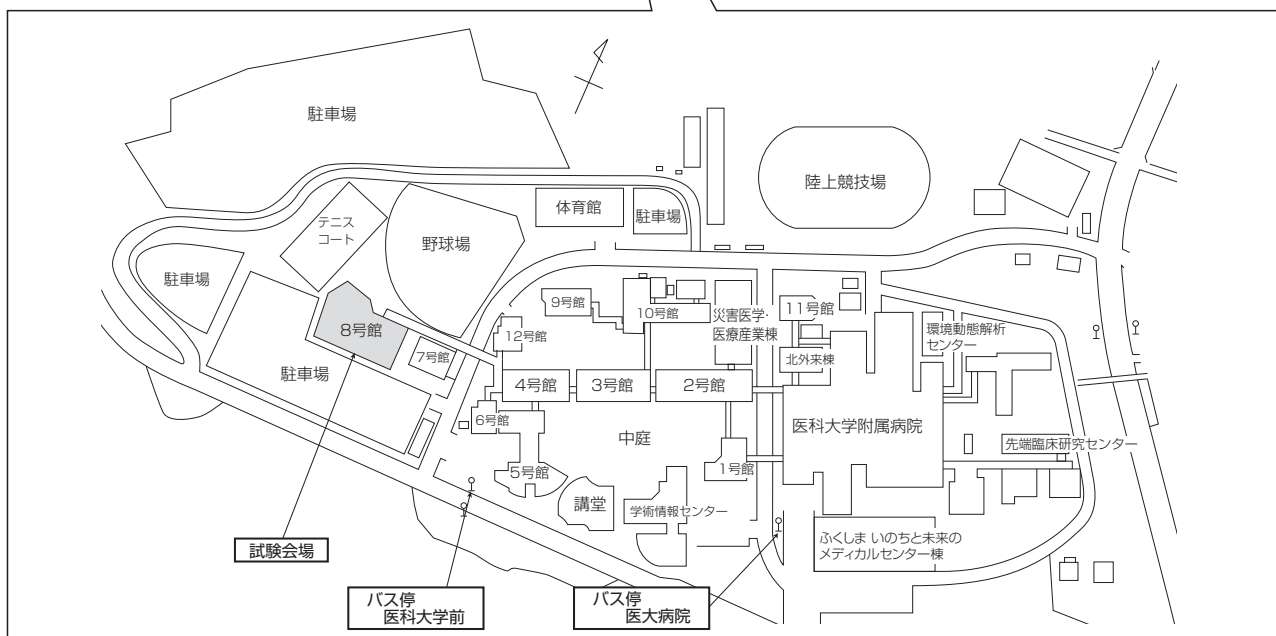 駐車場
陸上競技場
体育館
駐車場
テニス
コート
野球場
駐車場
9号館
10号館
災害医学・
医療産業棟
11号館
8号館
12号館
環境動態解析
センター
7号館
北外来棟
駐車場
4号館
3号館
2号館
6号館
中庭
医科大学附属病院
先端臨床研究センター
5号館
1号館
講堂
学術情報センター
ふくしま いのちと未来の
メディカルセンター棟
試験会場
バス停
医科大学前
バス停
医大病院